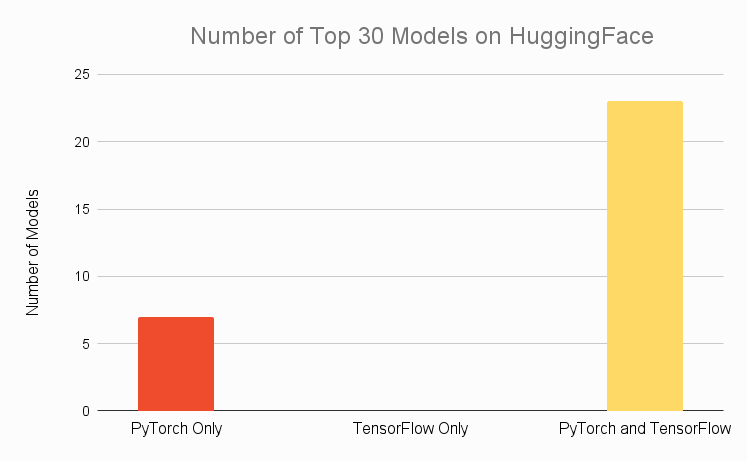 Number of Top 30 Models on HuggingFace
Number of Models
25
20
15
10
5
0
PyTorch Only
TensorFlow Only
PyTorch and TensorFlow